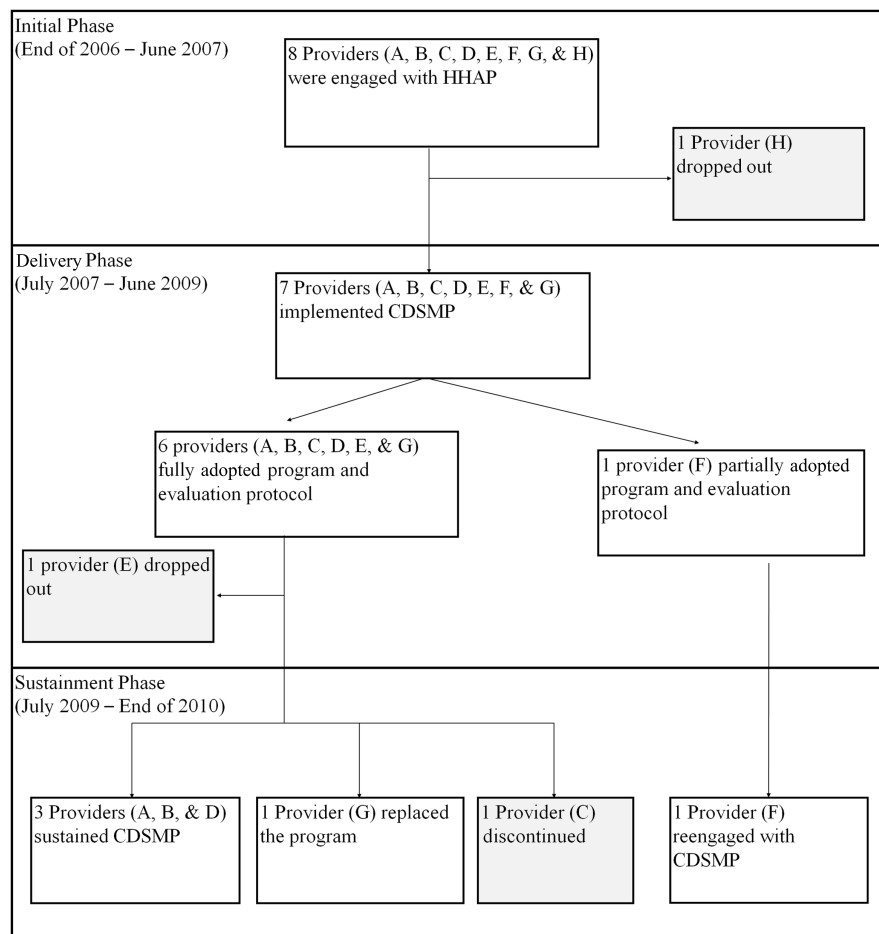 Initial Phase
(End of 2006 – June 2007)
8 Providers (A, B, C, D, E, F, G, & H)
were engaged with HHAP
1 Provider (H)
dropped out
Delivery Phase
(July 2007 – June 2009)
7 Providers (A, B, C, D, E, F, & G)
implemented CDSMP
6 providers (A, B, C, D, E, & G)
fully adopted program and
evaluation protocol
1 provider (F) partially adopted
program and evaluation
protocol
1 provider (E) dropped
out
Sustainment Phase
(July 2009 – End of 2010)
3 Providers (A, B, & D)
sustained CDSMP
1 Provider (G) replaced
the program
1 Provider (C)
discontinued
1 Provider (F)
reengaged with
CDSMP